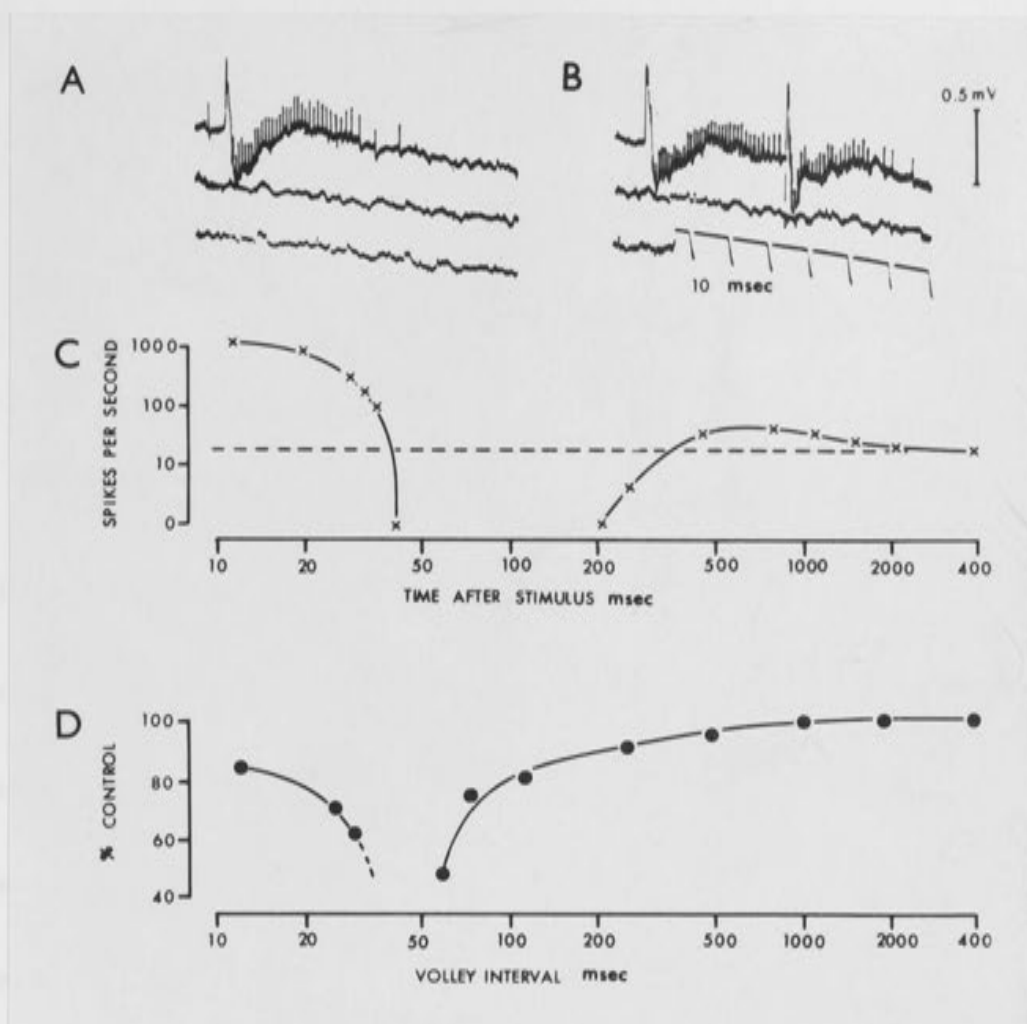 A
B
0.5 mV
10 msec
C
SPIKES PER SECOND
1000
100
10
0
10 20 50 100 200 500 1000 2000 400
TIME AFTER STIMULUS msec
D
% CONTROL
100
80
60
40
10 20 50 100 200 500 1000 2000 400
VOLLEY INTERVAL msec